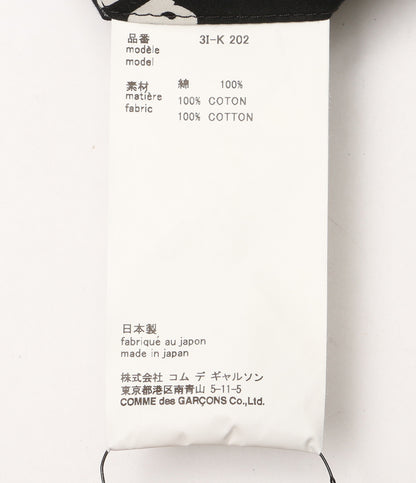 品番 3I-K 202
modèle
model
素材 綿 100%
matière 100% COTON
fabric 100% COTTON
日本製
fabriqué au japon
made in japan
株式会社 コム デ ギャルソン
東京都港区南青山 5-11-5
COMME des GARÇONS Co.,Ltd.